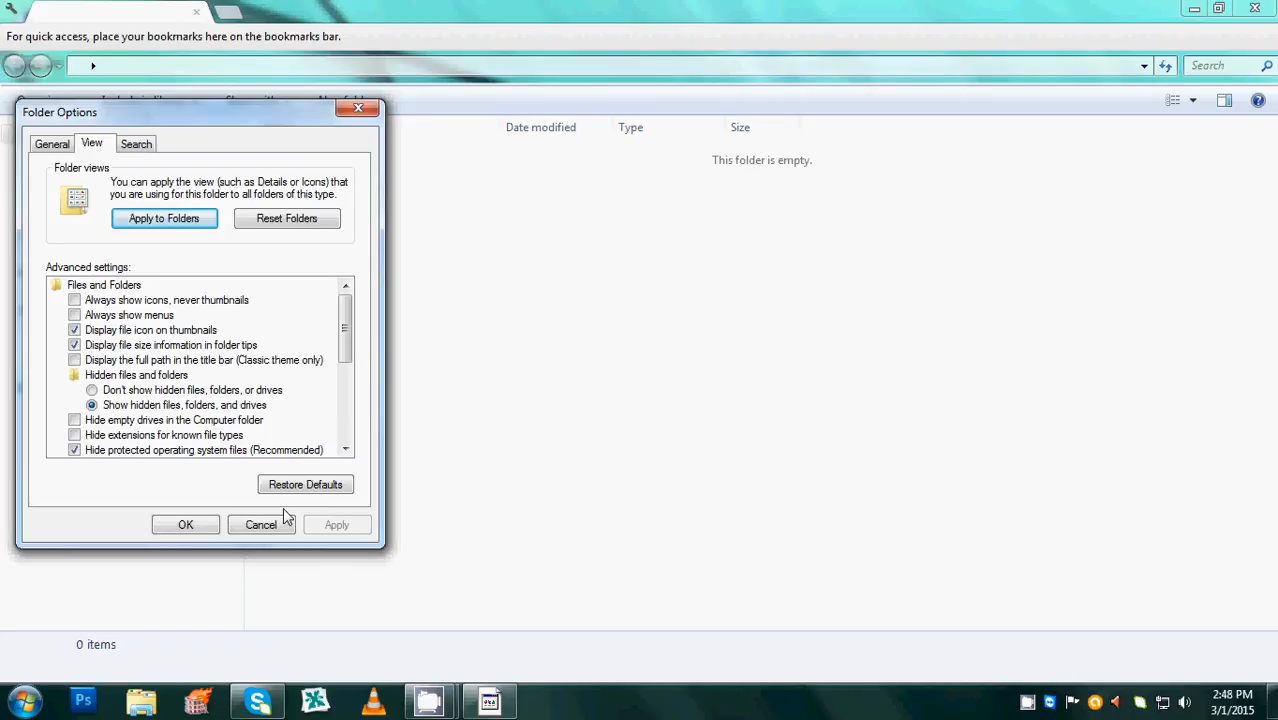 For quick access, place your bookmarks here on the bookmarks bar.
Search
Folder Options
General View Search
Date modified Type Size
This folder is empty.
Folder views
You can apply the view (such as Details or Icons) that
you are using for this folder to all folders of this type.
Apply to Folders Reset Folders
Advanced settings:
Files and Folders
Always show icons, never thumbnails
Always show menus
Display file icon on thumbnails
Display file size information in folder tips
Display the full path in the title bar (Classic theme only)
Hidden files and folders
Don't show hidden files, folders, or drives
Show hidden files, folders, and drives
Hide empty drives in the Computer folder
Hide extensions for known file types
Hide protected operating system files (Recommended)
Restore Defaults
OK Cancel Apply
0 items
Ps
2:48 PM
3/1/2015